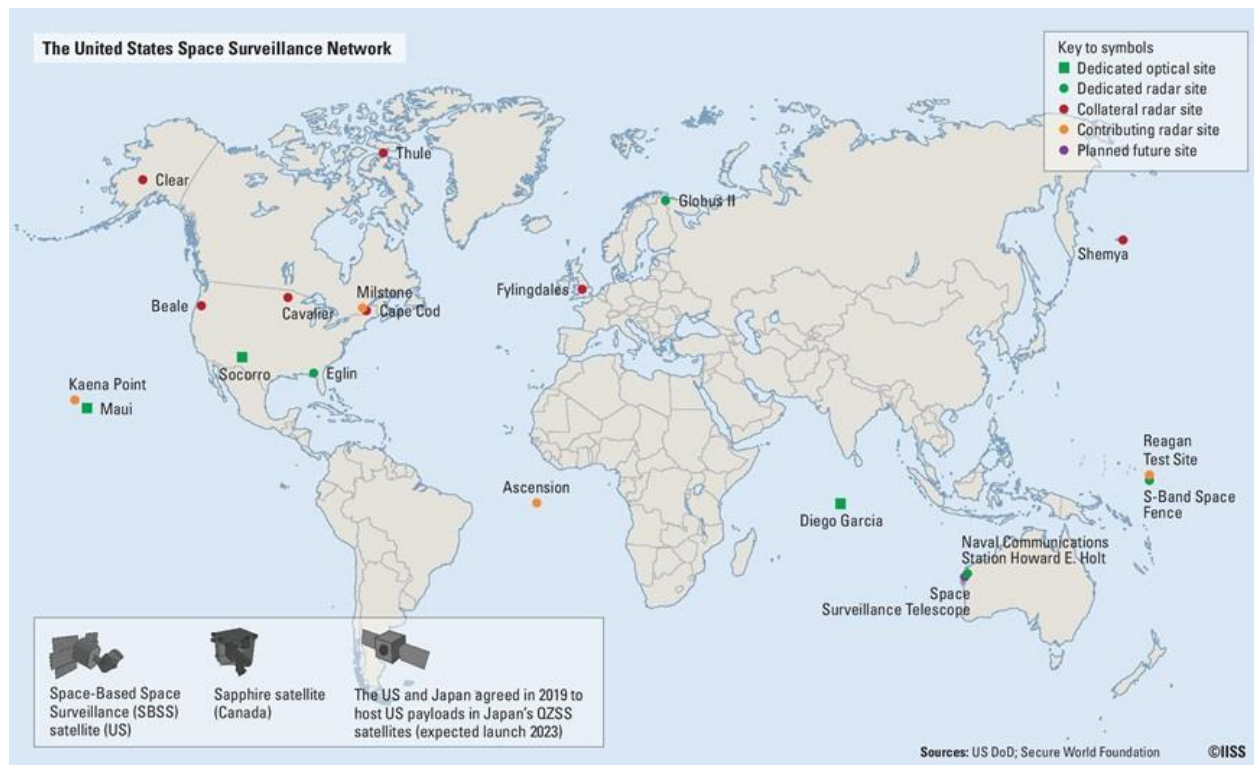 The United States Space Surveillance Network
Key to symbols
Dedicated optical site
Dedicated radar site
Collateral radar site
Contributing radar site
Planned future site
Thule
Clear
Globus II
Shemya
Fylingdales
Milstone
Beale
Cavalier
Cape Cod
Socorro
Eglin
Kaena Point
Maui
Reagan
Test Site
Ascension
S-Band Space
Fence
Diego Garcia
Naval Communications
Station Howard E. Holt
Space
Surveillance Telescope
Space-Based Space
Surveillance (SBSS)
satellite (US)
Sapphire satellite
(Canada)
The US and Japan agreed in 2019 to
host US payloads in Japan's QZSS
satellites (expected launch 2023)
Sources: US DoD; Secure World Foundation
©IISS